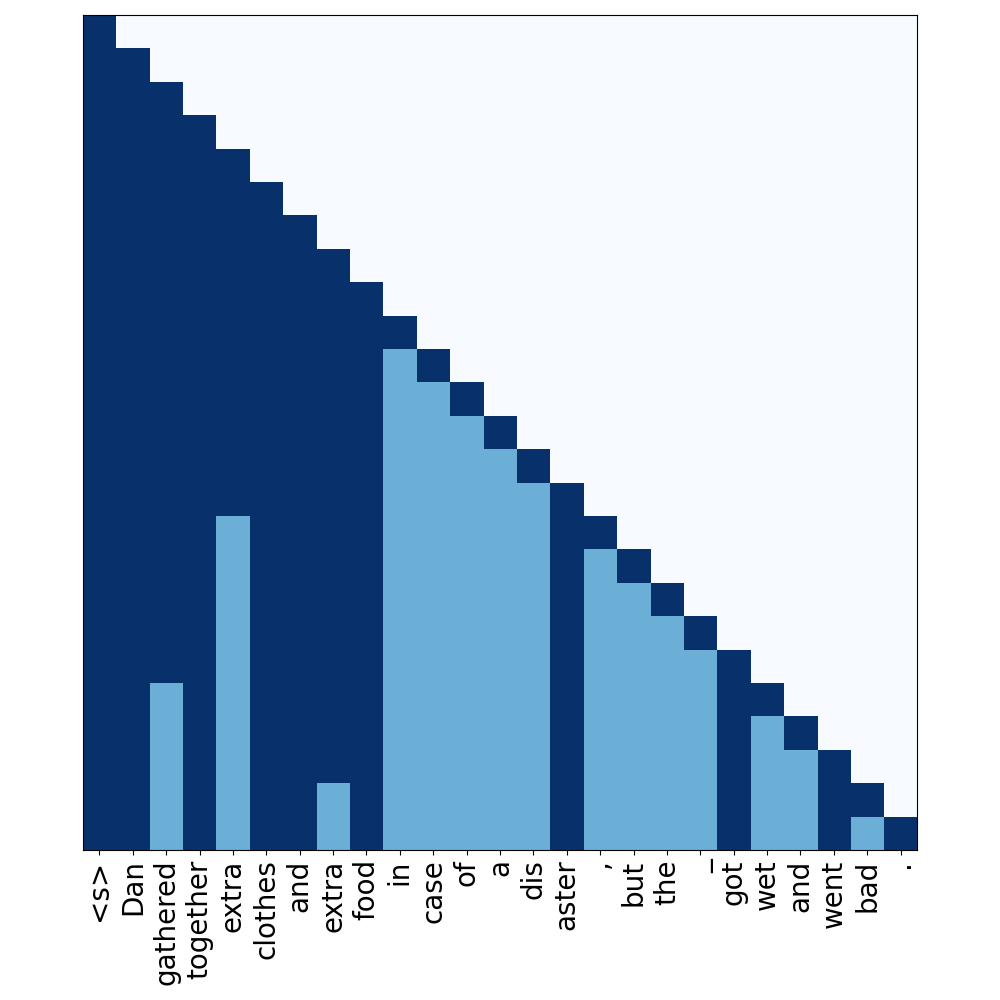 <s>
Dan
gathered
together
extra
clothes
and
extra
food
in
case
of
a
dis
aster
,
but
the
_
got
wet
and
went
bad
.